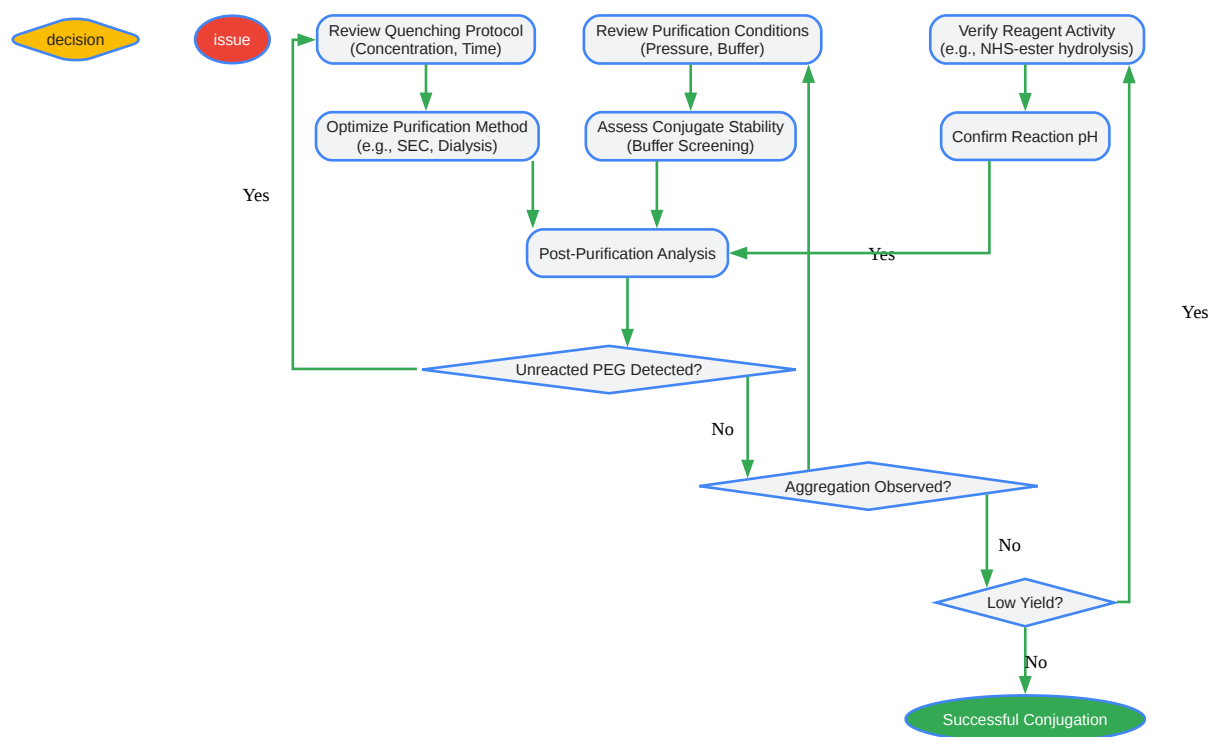 decision
issue
Review Quenching Protocol
(Concentration, Time)
Review Purification Conditions
(Pressure, Buffer)
Verify Reagent Activity
(e.g., NHS-ester hydrolysis)
Optimize Purification Method
(e.g., SEC, Dialysis)
Assess Conjugate Stability
(Buffer Screening)
Confirm Reaction pH
Yes
Post-Purification Analysis
Yes
Yes
Unreacted PEG Detected?
No
Aggregation Observed?
No
Low Yield?
No
Successful Conjugation